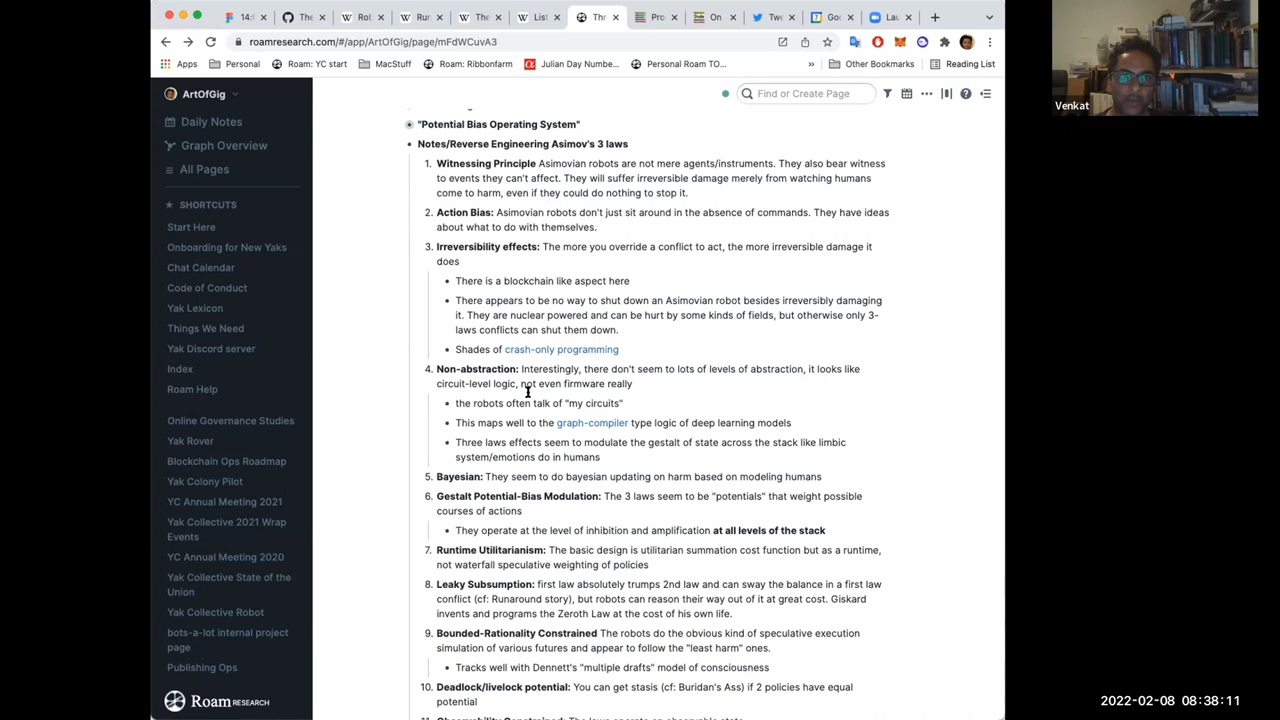 14:
The
Rob
Rur
The
List
Thr
Pro
On
Twe
Goo
Lau
roamresearch.com/#/app/ArtOfGig/page/mFdWCuvA3
Apps
Personal
Roam: YC start
MacStuff
Roam: Ribbonfarm
Julian Day Numbe...
Personal Roam TO...
»
Other Bookmarks
Reading List
ArtOfGig
Find or Create Page
Daily Notes
Graph Overview
All Pages
SHORTCUTS
Start Here
Onboarding for New Yaks
Chat Calendar
Code of Conduct
Yak Lexicon
Things We Need
Yak Discord server
Index
Roam Help
Online Governance Studies
Yak Rover
Blockchain Ops Roadmap
Yak Colony Pilot
YC Annual Meeting 2021
Yak Collective 2021 Wrap
Events
YC Annual Meeting 2020
Yak Collective State of the
Union
Yak Collective Robot
bots-a-lot internal project
page
Publishing Ops
Roam RESEARCH
"Potential Bias Operating System"
Notes/Reverse Engineering Asimov's 3 laws
1. Witnessing Principle Asimovian robots are not mere agents/instruments. They also bear witness
to events they can't affect. They will suffer irreversible damage merely from watching humans
come to harm, even if they could do nothing to stop it.
2. Action Bias: Asimovian robots don't just sit around in the absence of commands. They have ideas
about what to do with themselves.
3. Irreversibility effects: The more you override a conflict to act, the more irreversible damage it
does
There is a blockchain like aspect here
There appears to be no way to shut down an Asimovian robot besides irreversibly damaging
it. They are nuclear powered and can be hurt by some kinds of fields, but otherwise only 3-
laws conflicts can shut them down.
Shades of crash-only programming
4. Non-abstraction: Interestingly, there don't seem to lots of levels of abstraction, it looks like
circuit-level logic, not even firmware really
the robots often talk of "my circuits"
This maps well to the graph-compiler type logic of deep learning models
Three laws effects seem to modulate the gestalt of state across the stack like limbic
system/emotions do in humans
5. Bayesian: They seem to do bayesian updating on harm based on modeling humans
6. Gestalt Potential-Bias Modulation: The 3 laws seem to be "potentials" that weight possible
courses of actions
They operate at the level of inhibition and amplification at all levels of the stack
7. Runtime Utilitarianism: The basic design is utilitarian summation cost function but as a runtime,
not waterfall speculative weighting of policies
8. Leaky Subsumption: first law absolutely trumps 2nd law and can sway the balance in a first law
conflict (cf: Runaround story), but robots can reason their way out of it at great cost. Giskard
invents and programs the Zeroth Law at the cost of his own life.
9. Bounded-Rationality Constrained The robots do the obvious kind of speculative execution
simulation of various futures and appear to follow the "least harm" ones.
Tracks well with Dennett's "multiple drafts" model of consciousness
10. Deadlock/livelock potential: You can get stasis (cf: Buridan's Ass) if 2 policies have equal
potential
Venkat
2022-02-08 08:38:11